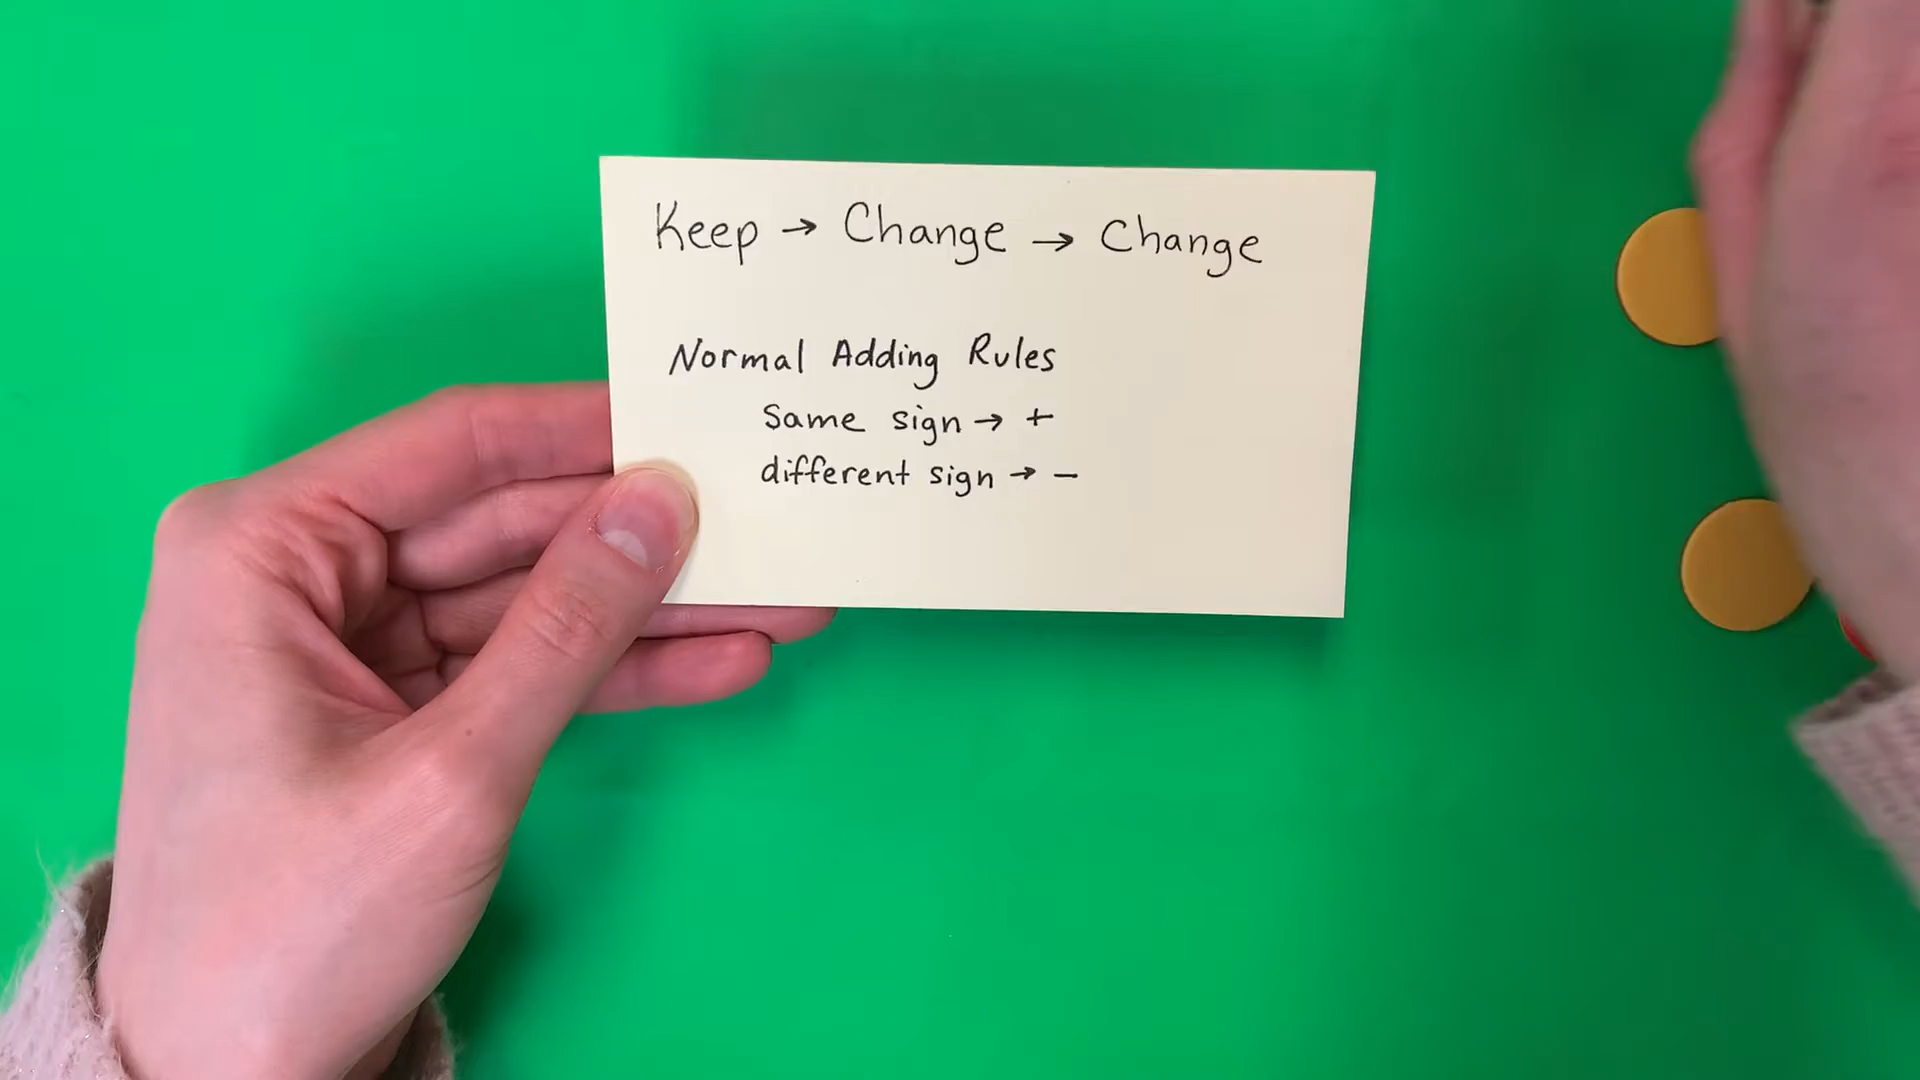 Keep → Change → Change
Normal Adding Rules
Same sign → +
different sign → −